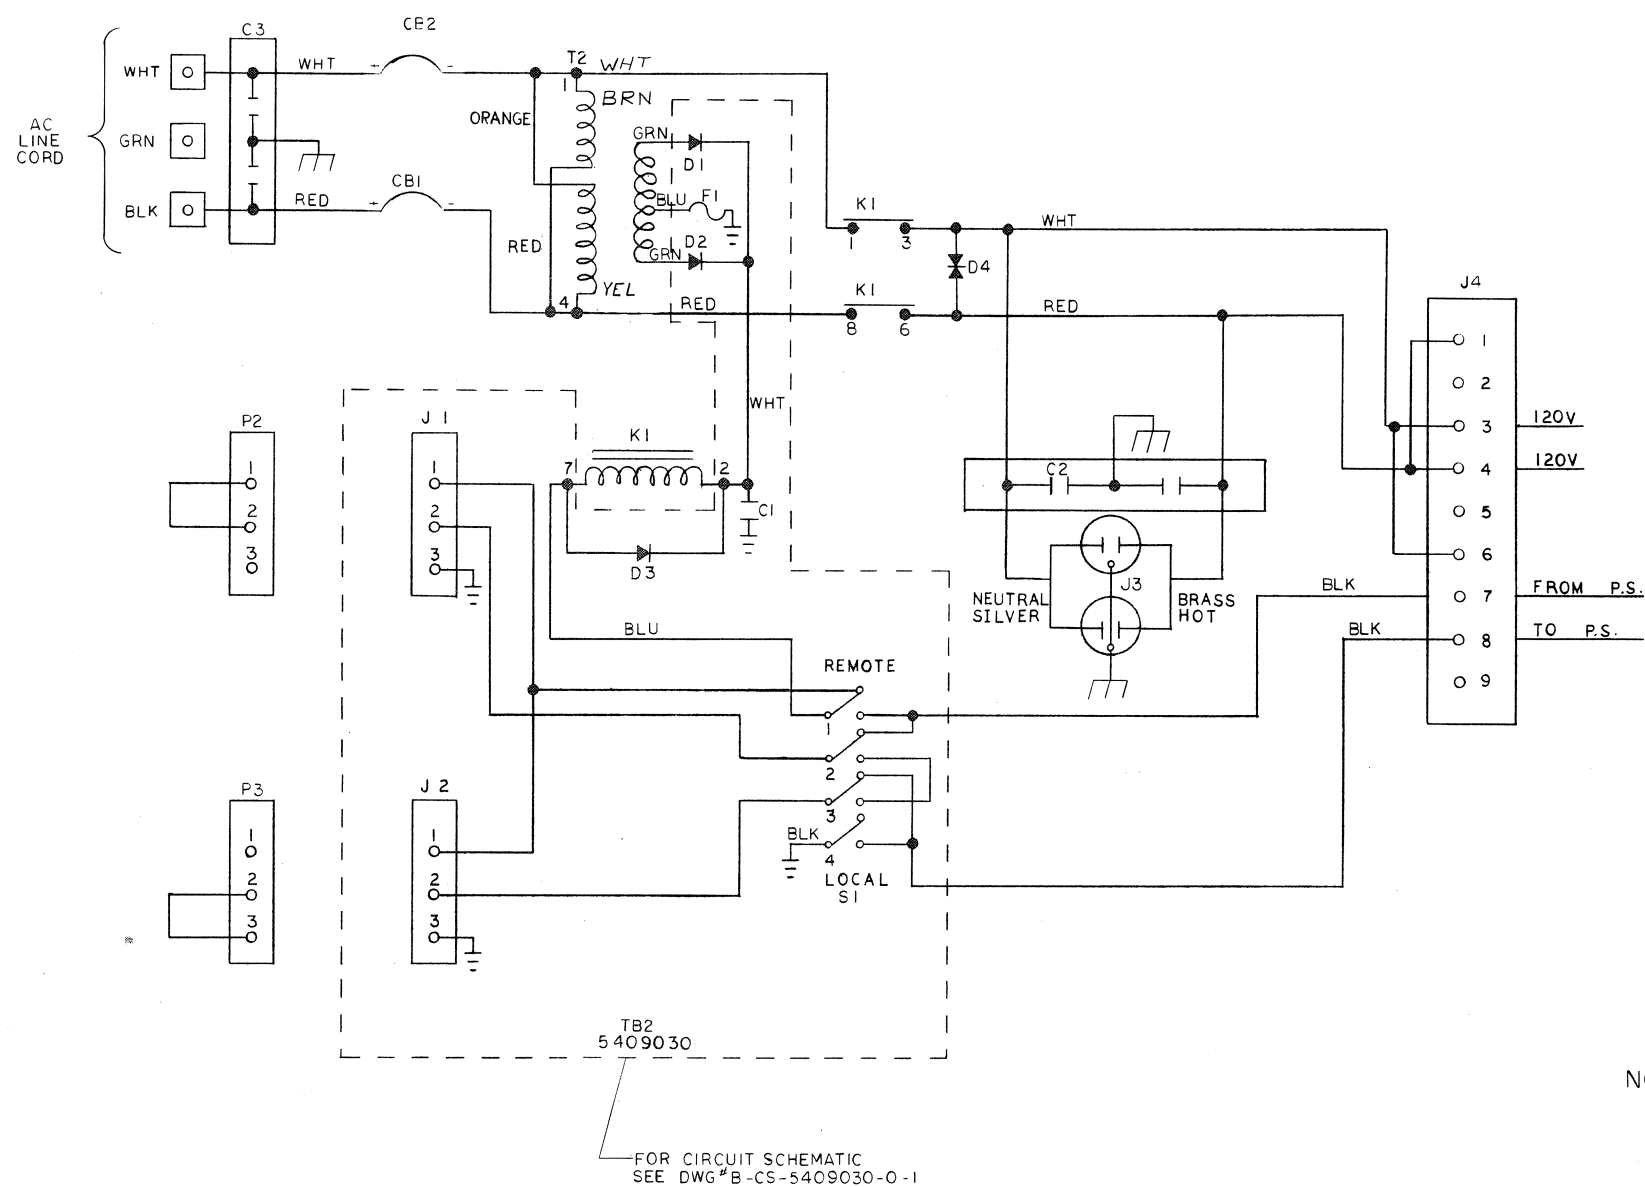 C3
CB2
WHT
WHT
T2
WHT
1
BRN
ORANGE
AC
LINE
CORD
GRN
GRN
D1
CB1
BLK
RED
BLU
F1
K1
WHT
1
3
RED
D2
GRN
D4
YEL
4
RED
K1
RED
8
6
J4
1
2
3
120V
4
120V
5
6
7
FROM P.S.
8
TO P.S.
9
WHT
P2
1
2
3
J1
1
2
3
K1
7
2
C1
D3
C2
J3
NEUTRAL
SILVER
BRASS
HOT
BLK
BLK
BLU
REMOTE
1
2
3
BLK
4
LOCAL
S1
P3
1
2
3
J2
1
2
3
TB2
5409030
FOR CIRCUIT SCHEMATIC
SEE DWG # B-CS-5409030-0-1